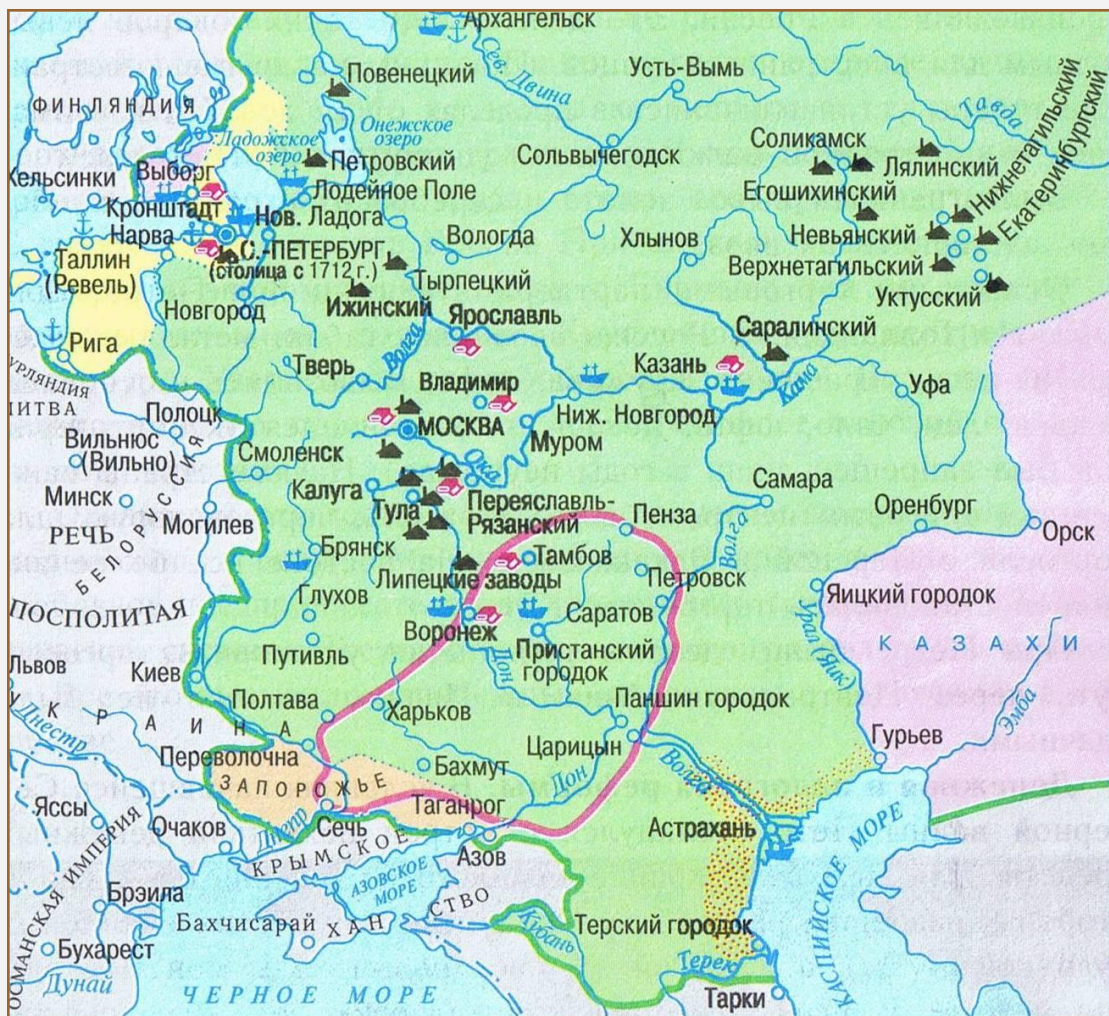 Архангельск
Сев. Двина
Повенецкий
Усть-Вымь
ФИНЛЯНДИЯ
Ладожское
озеро
Онежское
озеро
Петровский
Сольвычегодск
Соликамск
Лялинский
Нижнетагильский
Екатеринбургский
Хельсинки
Выборг
Лодейное Поле
Егошихинский
Кронштадт
Нов. Ладога
Нарва
С.-ПЕТЕРБУРГ
(столица с 1712 г.)
Вологда
Хлынов
Невьянский
Таллин
(Ревель)
Тырпецкий
Верхнетагильский
Новгород
Ижинский
Уктусский
Ярославль
Саралинский
Рига
Волга
Тверь
Владимир
Казань
Кама
Уфа
УРЛЯНДИЯ
ЛИТВА
Полоцк
МОСКВА
Ниж. Новгород
Вильнюс
(Вильно)
Смоленск
Ока
Муром
Минск
Калуга
Тула
Переяславль-
Рязанский
Самара
Оренбург
РЕЧЬ
Могилев
Пенза
Волга
Орск
БЕЛОРОССИЯ
Брянск
Тамбов
Липецкие заводы
Петровск
ПОСПОЛИТАЯ
Глухов
Саратов
Яицкий городок
Воронеж
Урал (Яик)
КАЗАХИ
Львов
Киев
Путивль
Дон
Пристанский
городок
Полтава
Харьков
Паншин городок
Эмба
Днестр
КРАИНА
Царицын
Гурьев
Переволочна
Бахмут
Дон
ЗАПОРОЖЬЕ
Таганрог
Яссы
Очаков
Днепр
Сечь
Астрахань
КРЫМСКОЕ
Азов
АЗОВСКОЕ
МОРЕ
ОСМАНСКАЯ ИМПЕРИЯ
Брэила
СТВО
Бахчисарай
ХАН
Кубань
Терский городок
КАСПИЙСКОЕ МОРЕ
Бухарест
Терек
Дунай
ЧЕРНОЕ МОРЕ
Тарки